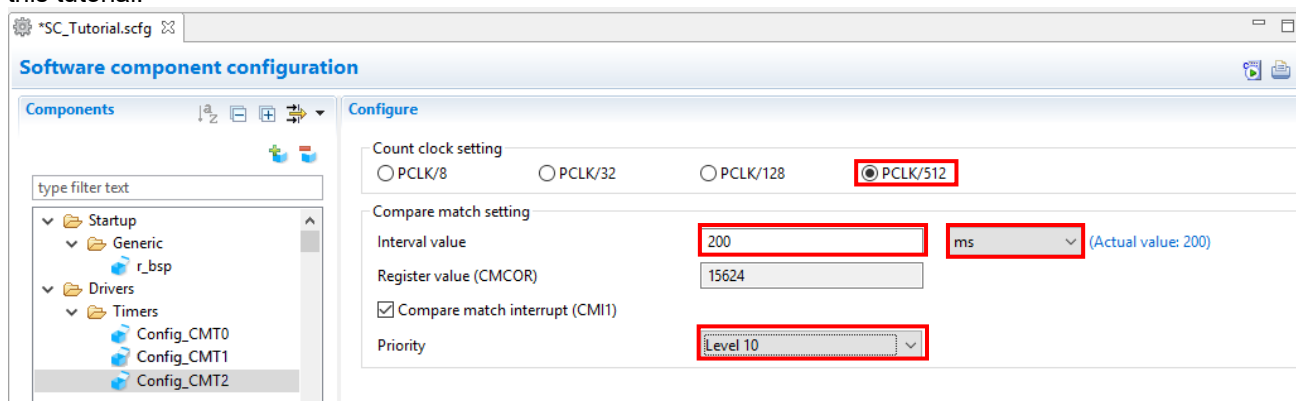 this tutorial.
*SC_Tutorial.scfg
Software component configuration
Components
Configure
type filter text
Startup
Generic
r_bsp
Drivers
Timers
Config_CMT0
Config_CMT1
Config_CMT2
Count clock setting
PCLK/8 PCLK/32 PCLK/128 PCLK/512
Compare match setting
Interval value 200 ms (Actual value: 200)
Register value (CMCOR) 15624
Compare match interrupt (CMI1)
Priority Level 10